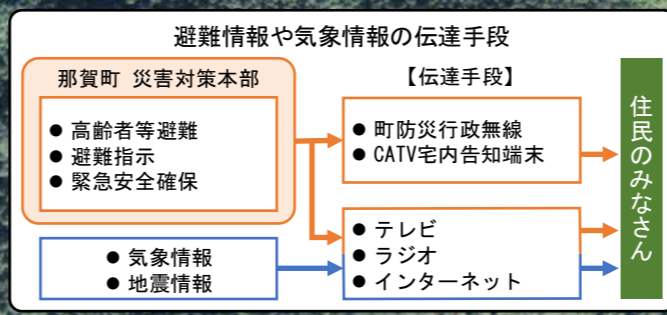 避難情報や気象情報の伝達手段
那賀町 災害対策本部
● 高齢者等避難
● 避難指示
● 緊急安全確保
● 気象情報
● 地震情報
【伝達手段】
● 町防災行政無線
● CATV宅内告知端末
● テレビ
● ラジオ
● インターネット
住民のみなさん